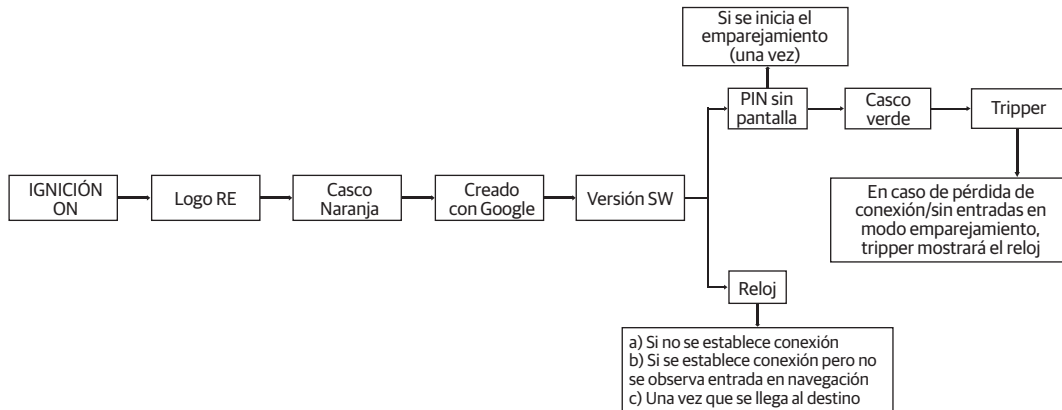 Si se inicia el
emparejamiento
(una vez)
PIN sin
pantalla
Casco
verde
Tripper
IGNICIÓN
ON
Logo RE
Casco
Naranja
Creado
con Google
Versión SW
En caso de pérdida de
conexión/sin entradas en
modo emparejamiento,
tripper mostrará el reloj
Reloj
a) Si no se establece conexión
b) Si se establece conexión pero no
se observa entrada en navegación
c) Una vez que se llega al destino